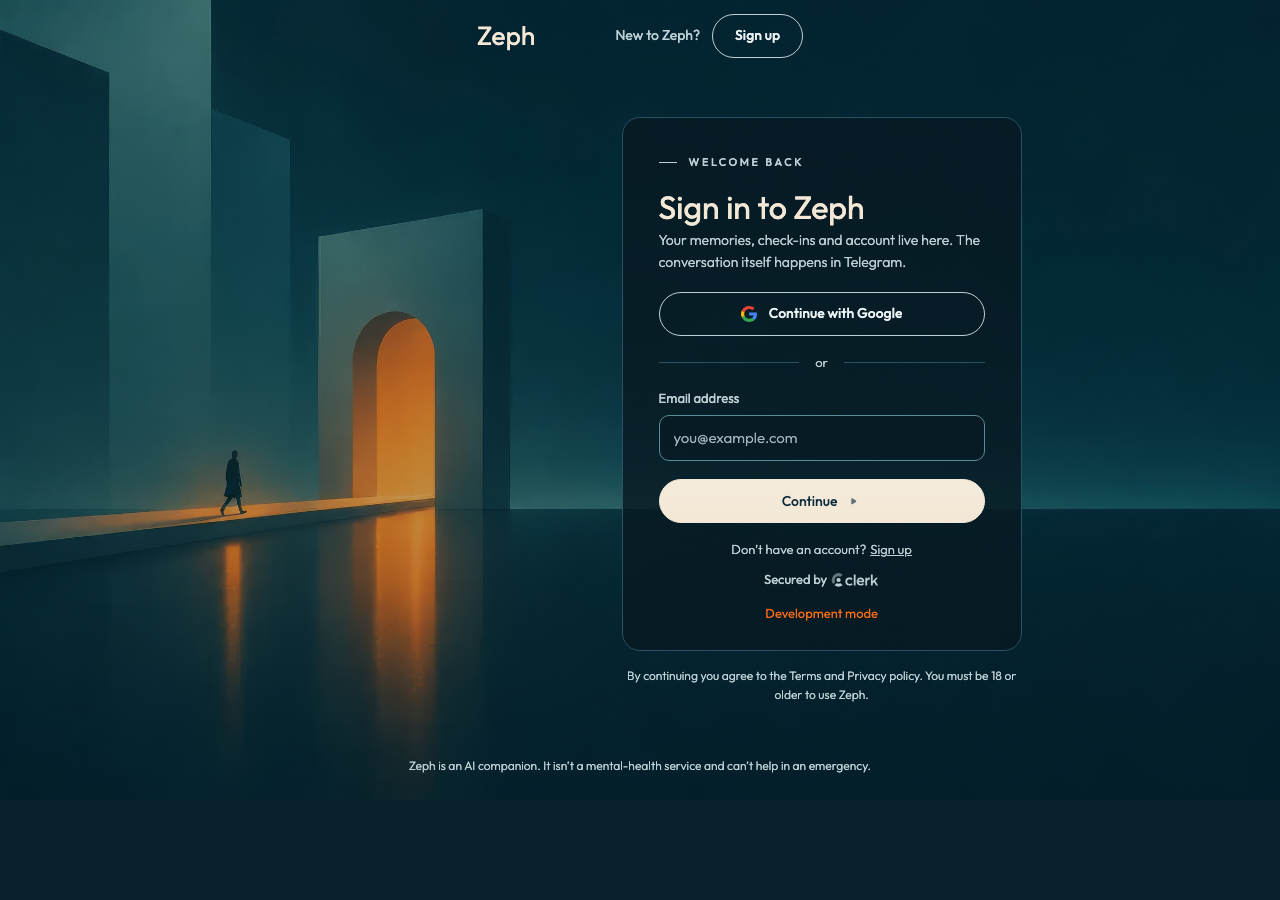 Zeph
New to Zeph?
Sign up
WELCOME BACK
Sign in to Zeph
Your memories, check-ins and account live here. The
conversation itself happens in Telegram.
Continue with Google
or
Email address
you@example.com
Continue
Don't have an account? Sign up
Secured by clerk
Development mode
By continuing you agree to the Terms and Privacy policy. You must be 18 or
older to use Zeph.
Zeph is an AI companion. It isn't a mental-health service and can't help in an emergency.